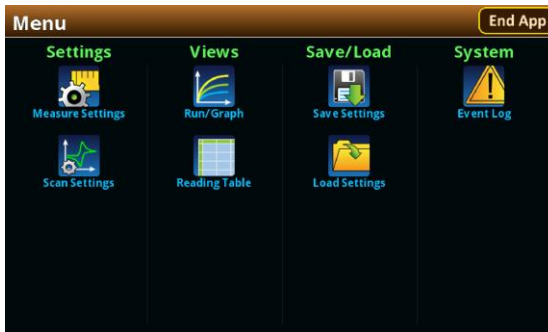 Menu
End App
Settings
Views
Save/Load
System
Measure Settings
Run/Graph
Save Settings
Event Log
Scan Settings
Reading Table
Load Settings